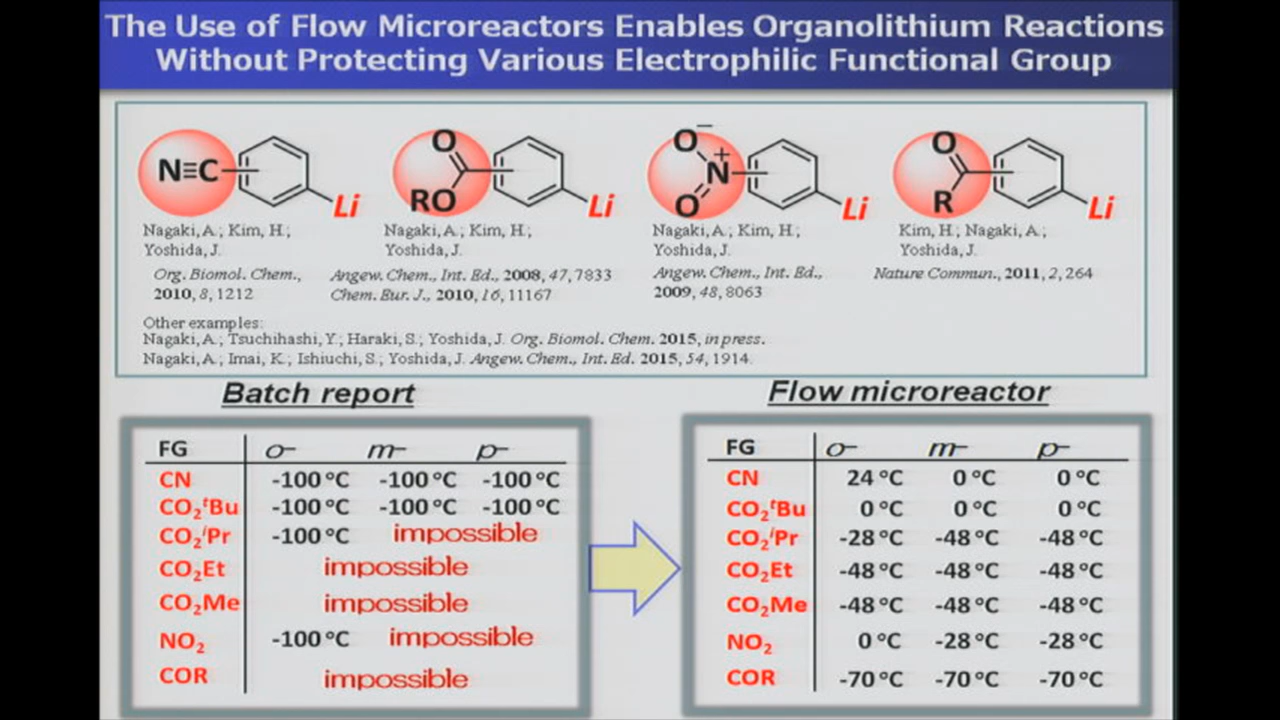 The Use of Flow Microreactors Enables Organolithium Reactions
Without Protecting Various Electrophilic Functional Group
N≡C Li
O RO Li
O⁻ N⁺ O Li
O R Li
Nagaki, A.; Kim, H.;
Yoshida, J.
Org. Biomol. Chem.,
2010, 8, 1212
Nagaki, A.; Kim, H.;
Yoshida, J.
Angew. Chem., Int. Ed., 2008, 47, 7833
Chem. Eur. J., 2010, 16, 11167
Nagaki, A.; Kim, H.;
Yoshida, J.
Angew. Chem., Int. Ed.,
2009, 48, 8063
Kim, H.; Nagaki, A.;
Yoshida, J.
Nature Commun., 2011, 2, 264
Other examples:
Nagaki, A.; Tsuchihashi, Y.; Haraki, S.; Yoshida, J. Org. Biomol. Chem. 2015, in press.
Nagaki, A.; Imai, K.; Ishiuchi, S.; Yoshida, J. Angew. Chem., Int. Ed. 2015, 54, 1914.
Batch report
FG o- m- p-
CN -100 °C -100 °C -100 °C
CO₂ᵗBu -100 °C -100 °C -100 °C
CO₂ⁱPr -100 °C impossible
CO₂Et impossible
CO₂Me impossible
NO₂ -100 °C impossible
COR impossible
Flow microreactor
FG o- m- p-
CN 24 °C 0 °C 0 °C
CO₂ᵗBu 0 °C 0 °C 0 °C
CO₂ⁱPr -28 °C -48 °C -48 °C
CO₂Et -48 °C -48 °C -48 °C
CO₂Me -48 °C -48 °C -48 °C
NO₂ 0 °C -28 °C -28 °C
COR -70 °C -70 °C -70 °C